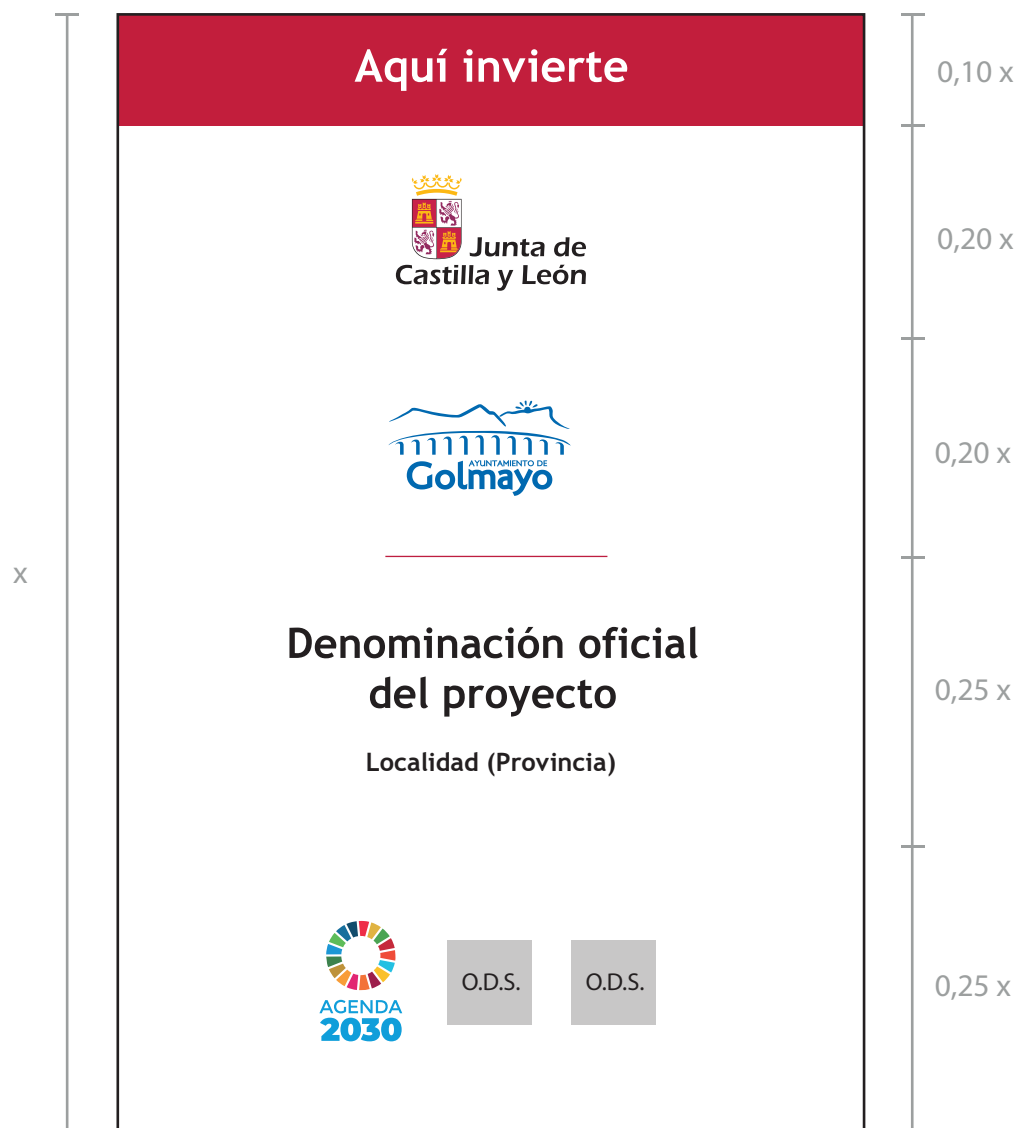 Aquí invierte
0,10 x
Junta de
Castilla y León
0,20 x
AYUNTAMIENTO DE
Golmayo
0,20 x
x
Denominación oficial
del proyecto
0,25 x
Localidad (Provincia)
AGENDA
2030
O.D.S.
O.D.S.
0,25 x